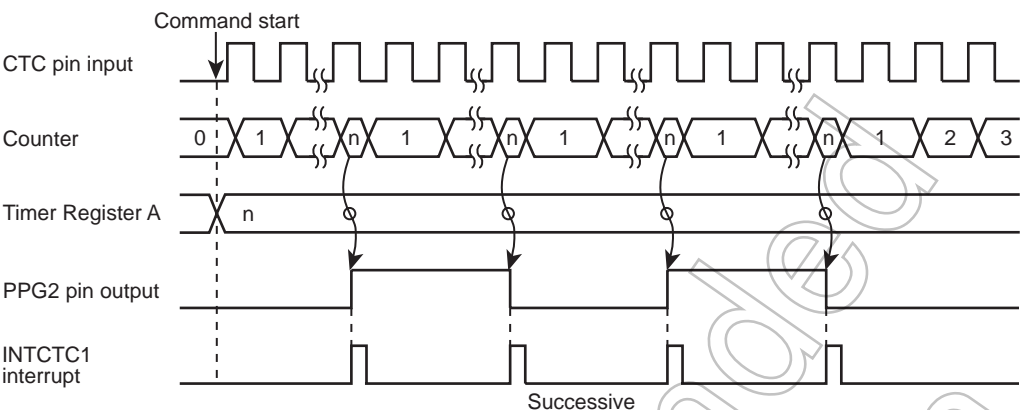 Command start
CTC pin input
Counter
0 1 n 1 n 1 n 1 n 1 2 3
Timer Register A
n
PPG2 pin output
INTCTC1
interrupt
Successive